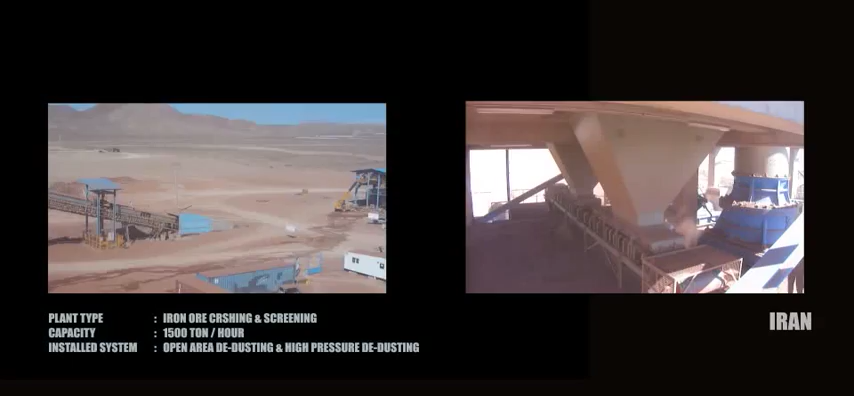 PLANT TYPE : IRON ORE CRSHING & SCREENING
CAPACITY : 1500 TON / HOUR
INSTALLED SYSTEM : OPEN AREA DE-DUSTING & HIGH PRESSURE DE-DUSTING
IRAN